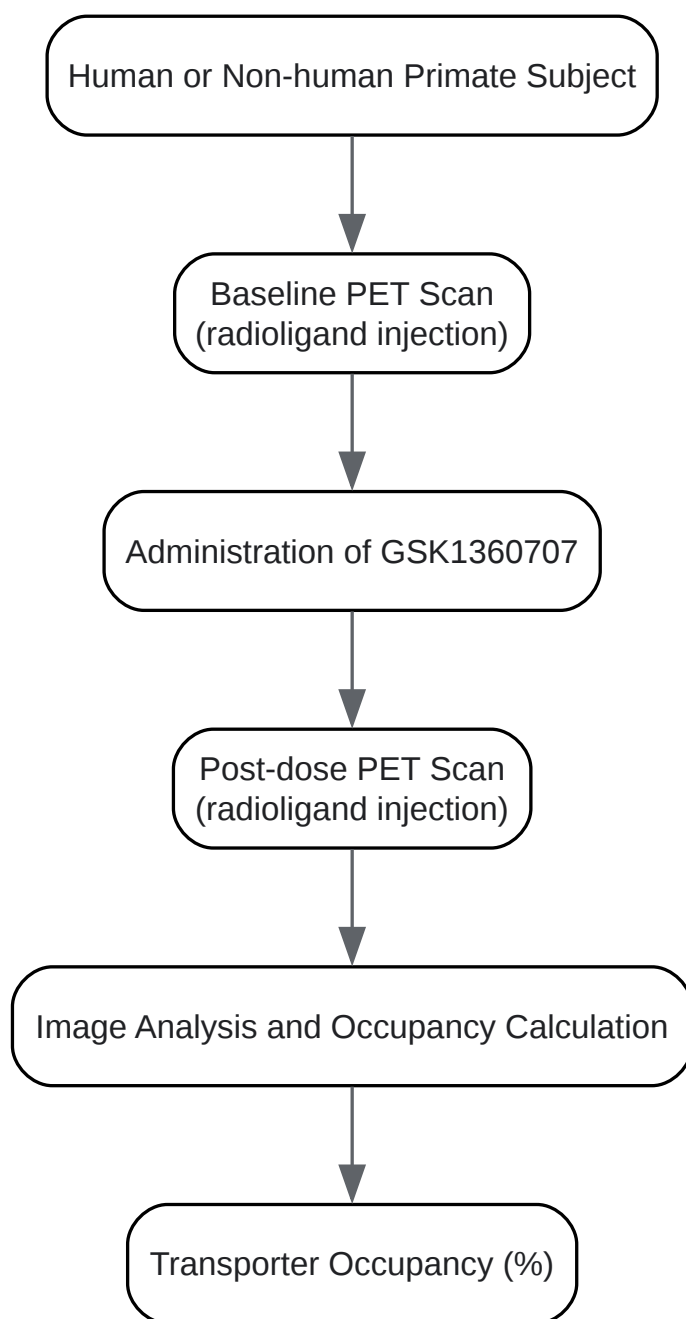 Human or Non-human Primate Subject
Baseline PET Scan
(radioligand injection)
Administration of GSK1360707
Post-dose PET Scan
(radioligand injection)
Image Analysis and Occupancy Calculation
Transporter Occupancy (%)